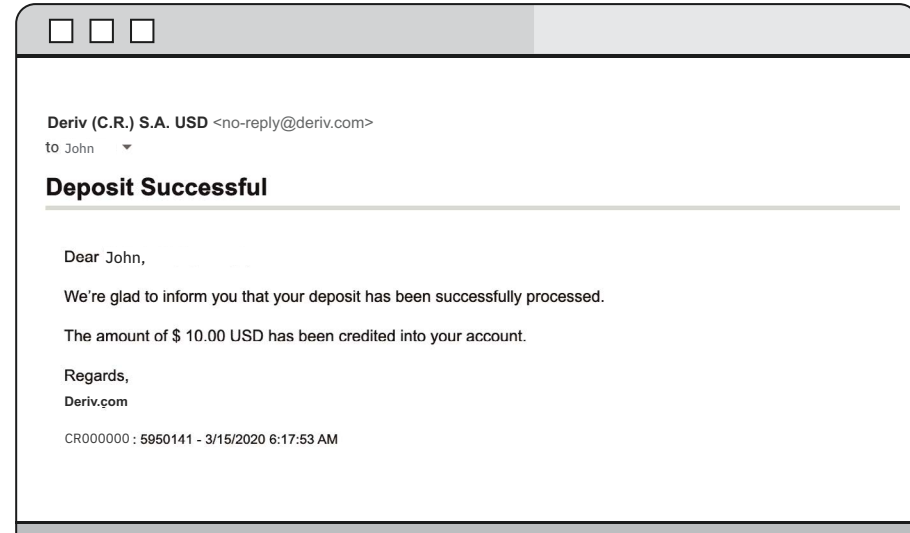 Deriv (C.R.) S.A. USD <no-reply@deriv.com>
to John
Deposit Successful
Dear John,
We're glad to inform you that your deposit has been successfully processed.
The amount of $ 10.00 USD has been credited into your account.
Regards,
Deriv.com
CR000000 : 5950141 - 3/15/2020 6:17:53 AM